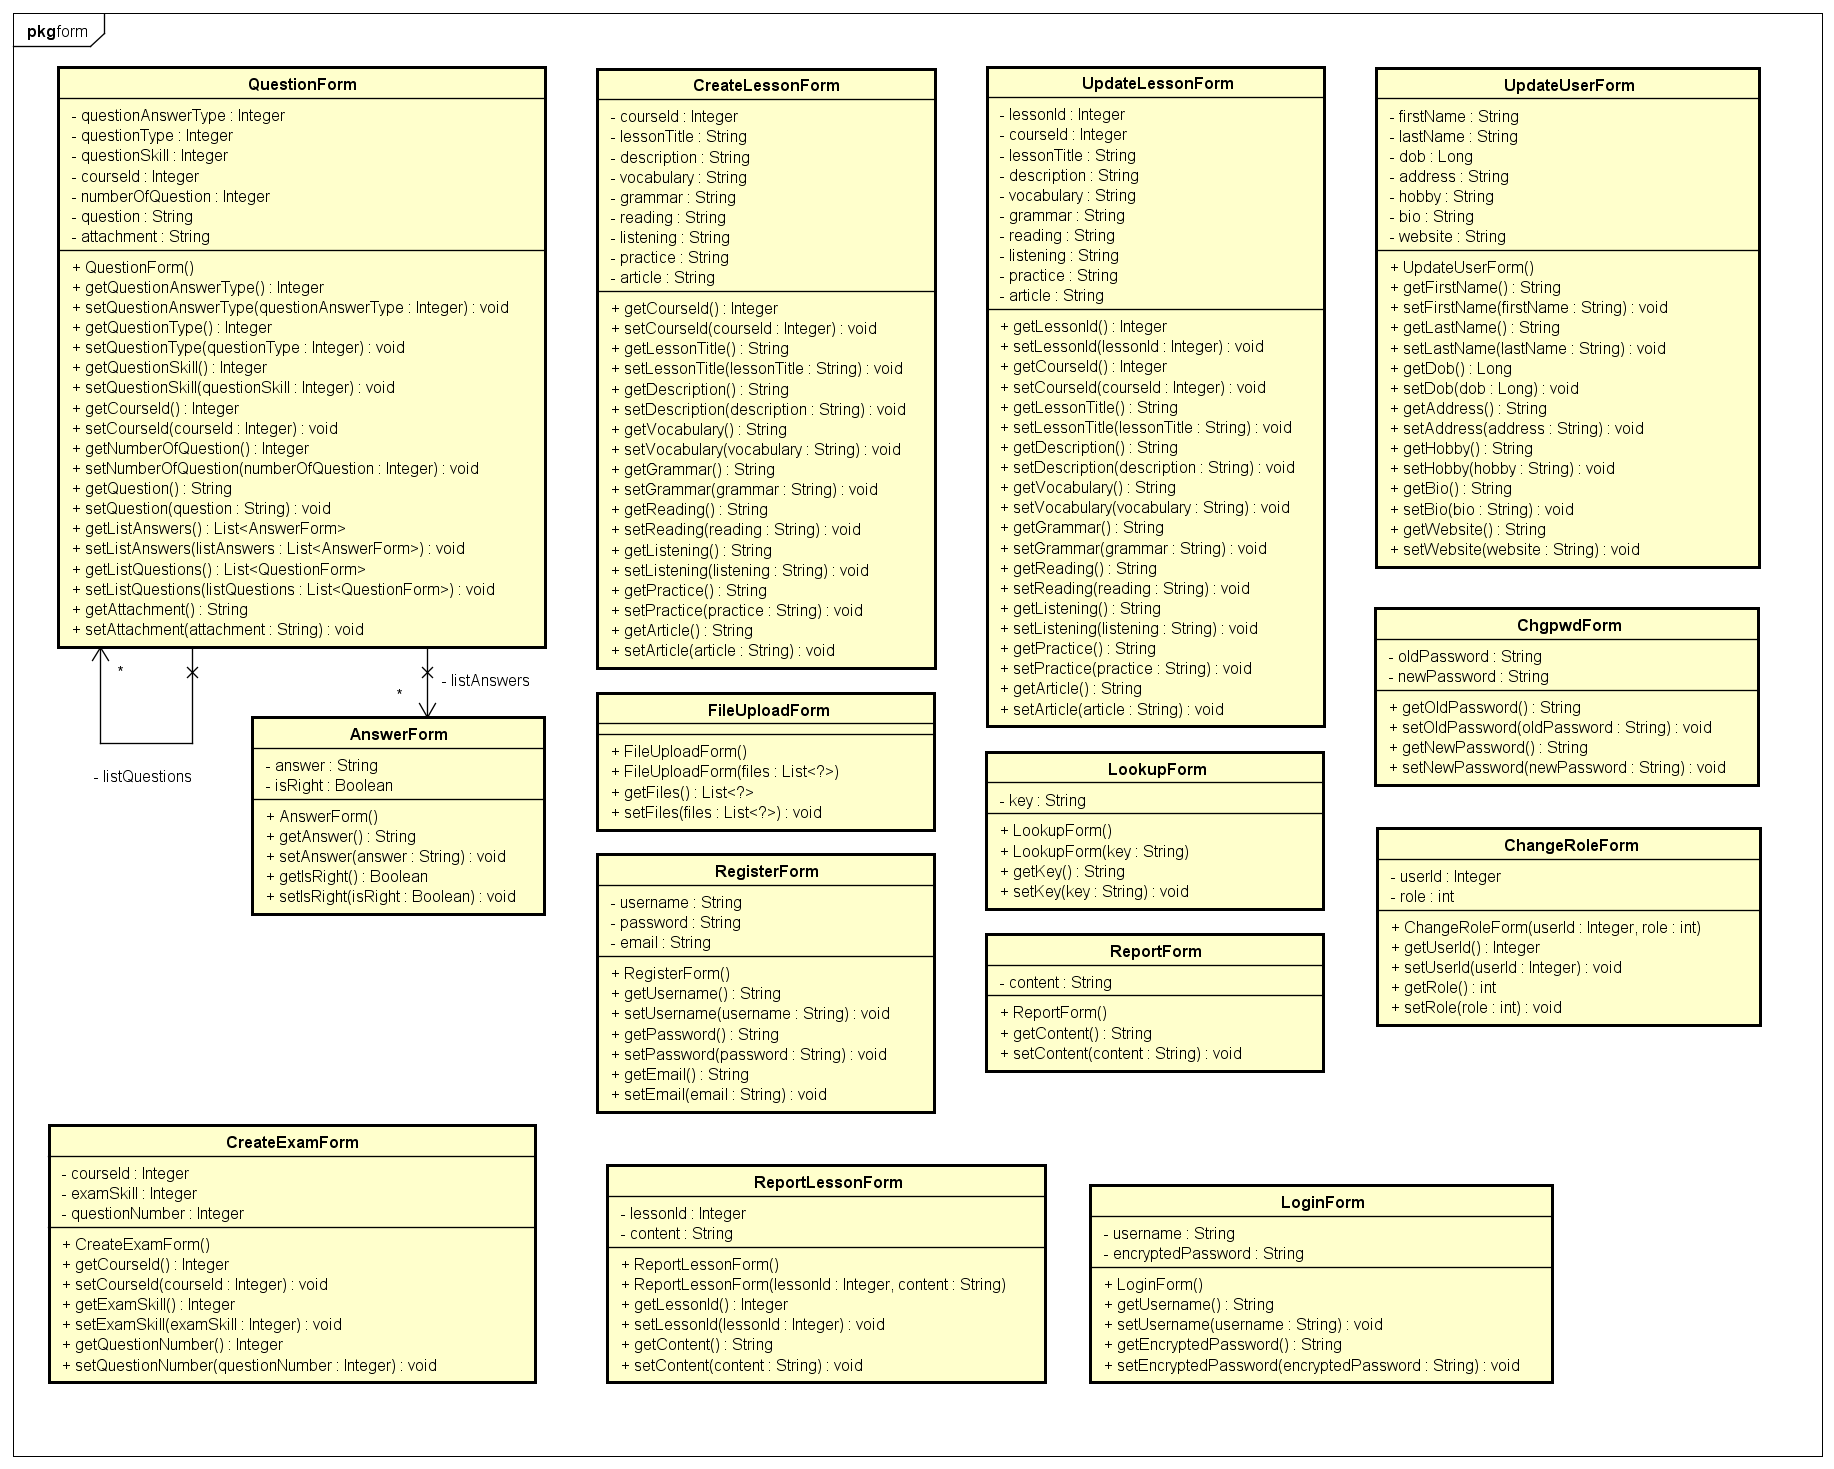 pkgform
QuestionForm
- questionAnswerType : Integer
- questionType : Integer
- questionSkill : Integer
- courseId : Integer
- numberOfQuestion : Integer
- question : String
- attachment : String
+ QuestionForm()
+ getQuestionAnswerType() : Integer
+ setQuestionAnswerType(questionAnswerType : Integer) : void
+ getQuestionType() : Integer
+ setQuestionType(questionType : Integer) : void
+ getQuestionSkill() : Integer
+ setQuestionSkill(questionSkill : Integer) : void
+ getCourseId() : Integer
+ setCourseId(courseId : Integer) : void
+ getNumberOfQuestion() : Integer
+ setNumberOfQuestion(numberOfQuestion : Integer) : void
+ getQuestion() : String
+ setQuestion(question : String) : void
+ getListAnswers() : List<AnswerForm>
+ setListAnswers(listAnswers : List<AnswerForm>) : void
+ getListQuestions() : List<QuestionForm>
+ setListQuestions(listQuestions : List<QuestionForm>) : void
+ getAttachment() : String
+ setAttachment(attachment : String) : void
*
- listQuestions
*
- listAnswers
AnswerForm
- answer : String
- isRight : Boolean
+ AnswerForm()
+ getAnswer() : String
+ setAnswer(answer : String) : void
+ getIsRight() : Boolean
+ setIsRight(isRight : Boolean) : void
CreateLessonForm
- courseId : Integer
- lessonTitle : String
- description : String
- vocabulary : String
- grammar : String
- reading : String
- listening : String
- practice : String
- article : String
+ getCourseId() : Integer
+ setCourseId(courseId : Integer) : void
+ getLessonTitle() : String
+ setLessonTitle(lessonTitle : String) : void
+ getDescription() : String
+ setDescription(description : String) : void
+ getVocabulary() : String
+ setVocabulary(vocabulary : String) : void
+ getGrammar() : String
+ setGrammar(grammar : String) : void
+ getReading() : String
+ setReading(reading : String) : void
+ getListening() : String
+ setListening(listening : String) : void
+ getPractice() : String
+ setPractice(practice : String) : void
+ getArticle() : String
+ setArticle(article : String) : void
FileUploadForm
+ FileUploadForm()
+ FileUploadForm(files : List<?>)
+ getFiles() : List<?>
+ setFiles(files : List<?>) : void
RegisterForm
- username : String
- password : String
- email : String
+ RegisterForm()
+ getUsername() : String
+ setUsername(username : String) : void
+ getPassword() : String
+ setPassword(password : String) : void
+ getEmail() : String
+ setEmail(email : String) : void
UpdateLessonForm
- lessonId : Integer
- courseId : Integer
- lessonTitle : String
- description : String
- vocabulary : String
- grammar : String
- reading : String
- listening : String
- practice : String
- article : String
+ getLessonId() : Integer
+ setLessonId(lessonId : Integer) : void
+ getCourseId() : Integer
+ setCourseId(courseId : Integer) : void
+ getLessonTitle() : String
+ setLessonTitle(lessonTitle : String) : void
+ getDescription() : String
+ setDescription(description : String) : void
+ getVocabulary() : String
+ setVocabulary(vocabulary : String) : void
+ getGrammar() : String
+ setGrammar(grammar : String) : void
+ getReading() : String
+ setReading(reading : String) : void
+ getListening() : String
+ setListening(listening : String) : void
+ getPractice() : String
+ setPractice(practice : String) : void
+ getArticle() : String
+ setArticle(article : String) : void
LookupForm
- key : String
+ LookupForm()
+ LookupForm(key : String)
+ getKey() : String
+ setKey(key : String) : void
ReportForm
- content : String
+ ReportForm()
+ getContent() : String
+ setContent(content : String) : void
UpdateUserForm
- firstName : String
- lastName : String
- dob : Long
- address : String
- hobby : String
- bio : String
- website : String
+ UpdateUserForm()
+ getFirstName() : String
+ setFirstName(firstName : String) : void
+ getLastName() : String
+ setLastName(lastName : String) : void
+ getDob() : Long
+ setDob(dob : Long) : void
+ getAddress() : String
+ setAddress(address : String) : void
+ getHobby() : String
+ setHobby(hobby : String) : void
+ getBio() : String
+ setBio(bio : String) : void
+ getWebsite() : String
+ setWebsite(website : String) : void
ChgpwdForm
- oldPassword : String
- newPassword : String
+ getOldPassword() : String
+ setOldPassword(oldPassword : String) : void
+ getNewPassword() : String
+ setNewPassword(newPassword : String) : void
ChangeRoleForm
- userId : Integer
- role : int
+ ChangeRoleForm(userId : Integer, role : int)
+ getUserId() : Integer
+ setUserId(userId : Integer) : void
+ getRole() : int
+ setRole(role : int) : void
CreateExamForm
- courseId : Integer
- examSkill : Integer
- questionNumber : Integer
+ CreateExamForm()
+ getCourseId() : Integer
+ setCourseId(courseId : Integer) : void
+ getExamSkill() : Integer
+ setExamSkill(examSkill : Integer) : void
+ getQuestionNumber() : Integer
+ setQuestionNumber(questionNumber : Integer) : void
ReportLessonForm
- lessonId : Integer
- content : String
+ ReportLessonForm()
+ ReportLessonForm(lessonId : Integer, content : String)
+ getLessonId() : Integer
+ setLessonId(lessonId : Integer) : void
+ getContent() : String
+ setContent(content : String) : void
LoginForm
- username : String
- encryptedPassword : String
+ LoginForm()
+ getUsername() : String
+ setUsername(username : String) : void
+ getEncryptedPassword() : String
+ setEncryptedPassword(encryptedPassword : String) : void